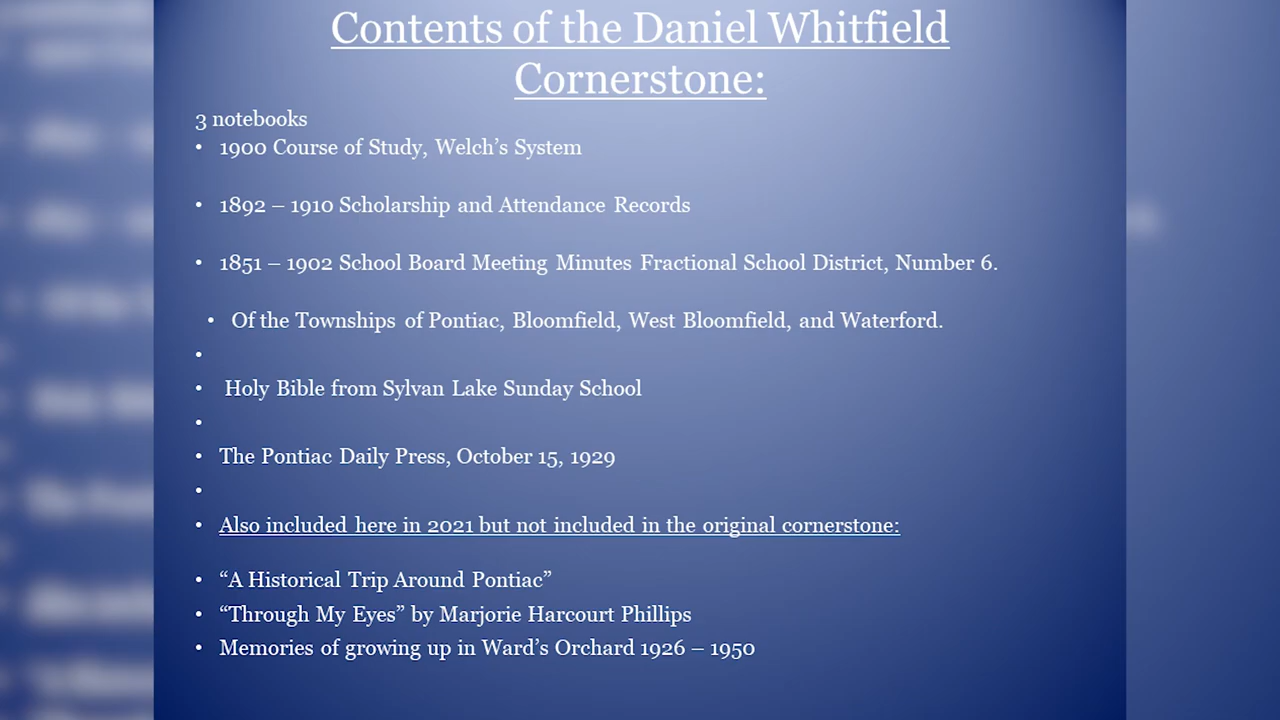 Contents of the Daniel Whitfield
Cornerstone:
3 notebooks
• 1900 Course of Study, Welch’s System
• 1892 – 1910 Scholarship and Attendance Records
• 1851 – 1902 School Board Meeting Minutes Fractional School District, Number 6.
• Of the Townships of Pontiac, Bloomfield, West Bloomfield, and Waterford.
•
• Holy Bible from Sylvan Lake Sunday School
•
• The Pontiac Daily Press, October 15, 1929
•
• Also included here in 2021 but not included in the original cornerstone:
• “A Historical Trip Around Pontiac”
• “Through My Eyes” by Marjorie Harcourt Phillips
• Memories of growing up in Ward’s Orchard 1926 – 1950